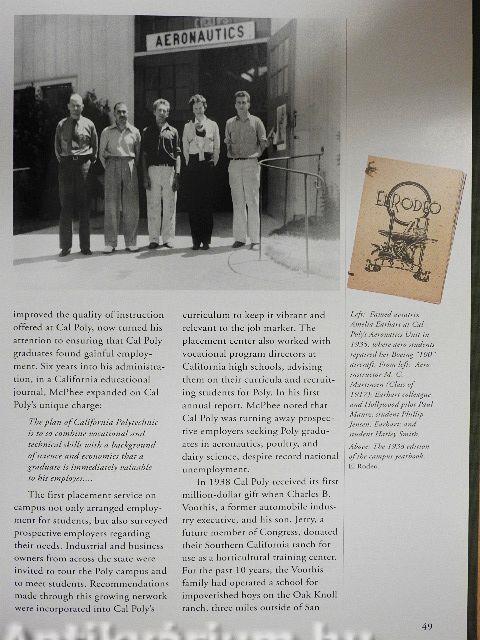 AERONAUTICS
EL RODEO
improved the quality of instruction
offered at Cal Poly, now turned his
attention to ensuring that Cal Poly
graduates found gainful employ-
ment. Six years into his administra-
tion, in a California educational
journal, McPhee expanded on Cal
Poly's unique charge:
The plan of California Polytechnic
is to so combine vocational and
technical skills with a background
of science and economics that a
graduate is immediately valuable
to his employer....
The first placement service on
campus not only arranged employ-
ment for students, but also surveyed
prospective employers regarding
their needs. Industrial and business
owners from across the state were
invited to tour the Poly campus and
to meet students. Recommendations
made through this growing network
were incorporated into Cal Poly's
curriculum to keep it vibrant and
relevant to the job market. The
placement center also worked with
vocational program directors at
California high schools, advising
them on their curricula and recruit-
ing students for Poly. In his first
annual report, McPhee noted that
Cal Poly was turning away prospec-
tive employers seeking Poly gradu-
ates in aeronautics, poultry, and
dairy science, despite record national
unemployment.
In 1938 Cal Poly received its first
million-dollar gift when Charles B.
Voorhis, a former automobile indus-
try executive, and his son, Jerry, a
future member of Congress, donated
their Southern California ranch for
use as a horticultural training center.
For the past 10 years, the Voorhis
family had operated a school for
impoverished boys on the Oak Knoll
ranch, three miles outside of San
Left: Famed aviatrix
Amelia Earhart at Cal
Poly's Aeronautics Unit in
where aero students
repaired her Boeing "100"
aircraft. From left: Aero
instructor M. C.
Martinsen (Class of
Earhart colleague
and Hollywood pilot Paul
Mantz; student Phillip
Jensen; Earhart; and
student Harley Smith.
Above: The 1938 edition
of the campus yearbook,
El Rodeo.
49